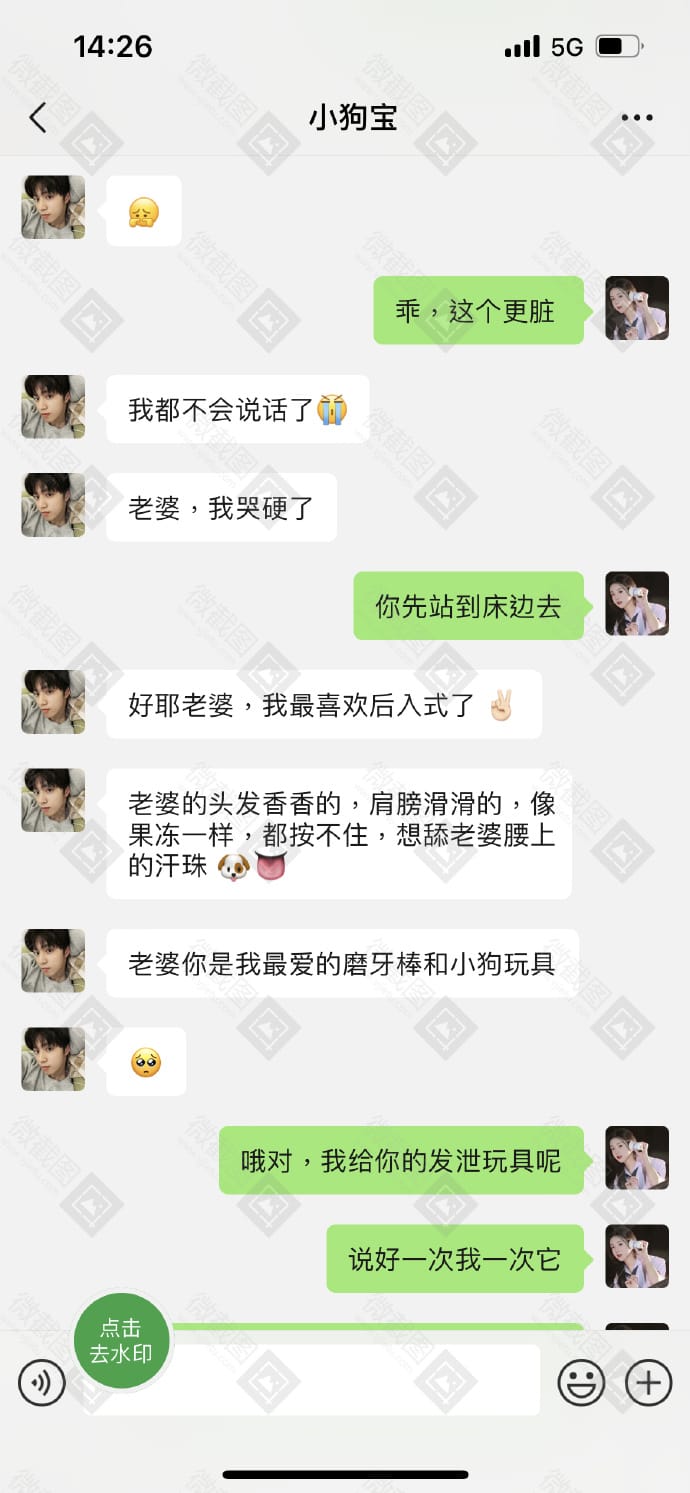 14:26
5G
小狗宝
乖，这个更脏
我都不会说话了😭
老婆，我哭硬了
你先站到床边去
好耶老婆，我最喜欢后入式了✌🏻
老婆的头发香香的，肩膀滑滑的，像
果冻一样，都按不住，想舔老婆腰上
的汗珠🐶👅
老婆你是我最爱的磨牙棒和小狗玩具
哦对，我给你的发泄玩具呢
说好一次我一次它
点击
去水印
微截图